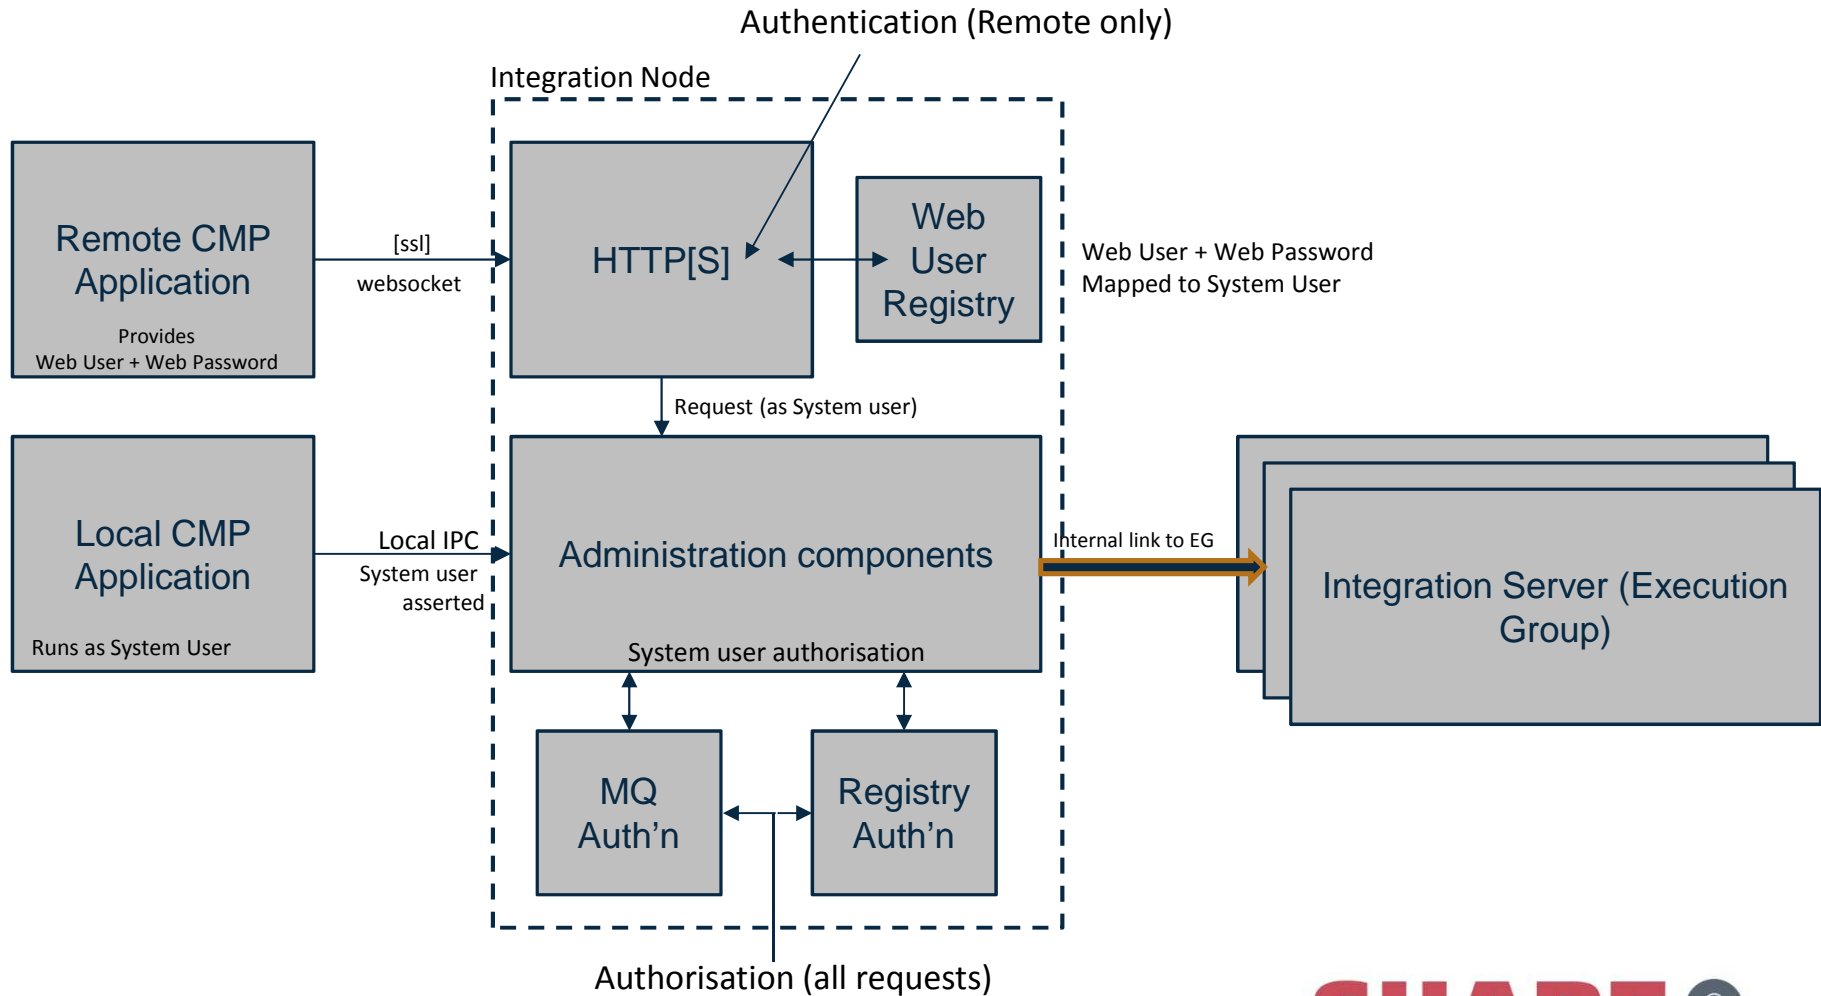 Authentication (Remote only)
Integration Node
Remote CMP
Application
Provides
Web User + Web Password
[ssl]
websocket
HTTP[S]
Web
User
Registry
Web User + Web Password
Mapped to System User
Request (as System user)
Local CMP
Application
Runs as System User
Local IPC
System user
asserted
Administration components
System user authorisation
Internal link to EG
Integration Server (Execution
Group)
MQ
Auth’n
Registry
Auth’n
Authorisation (all requests)